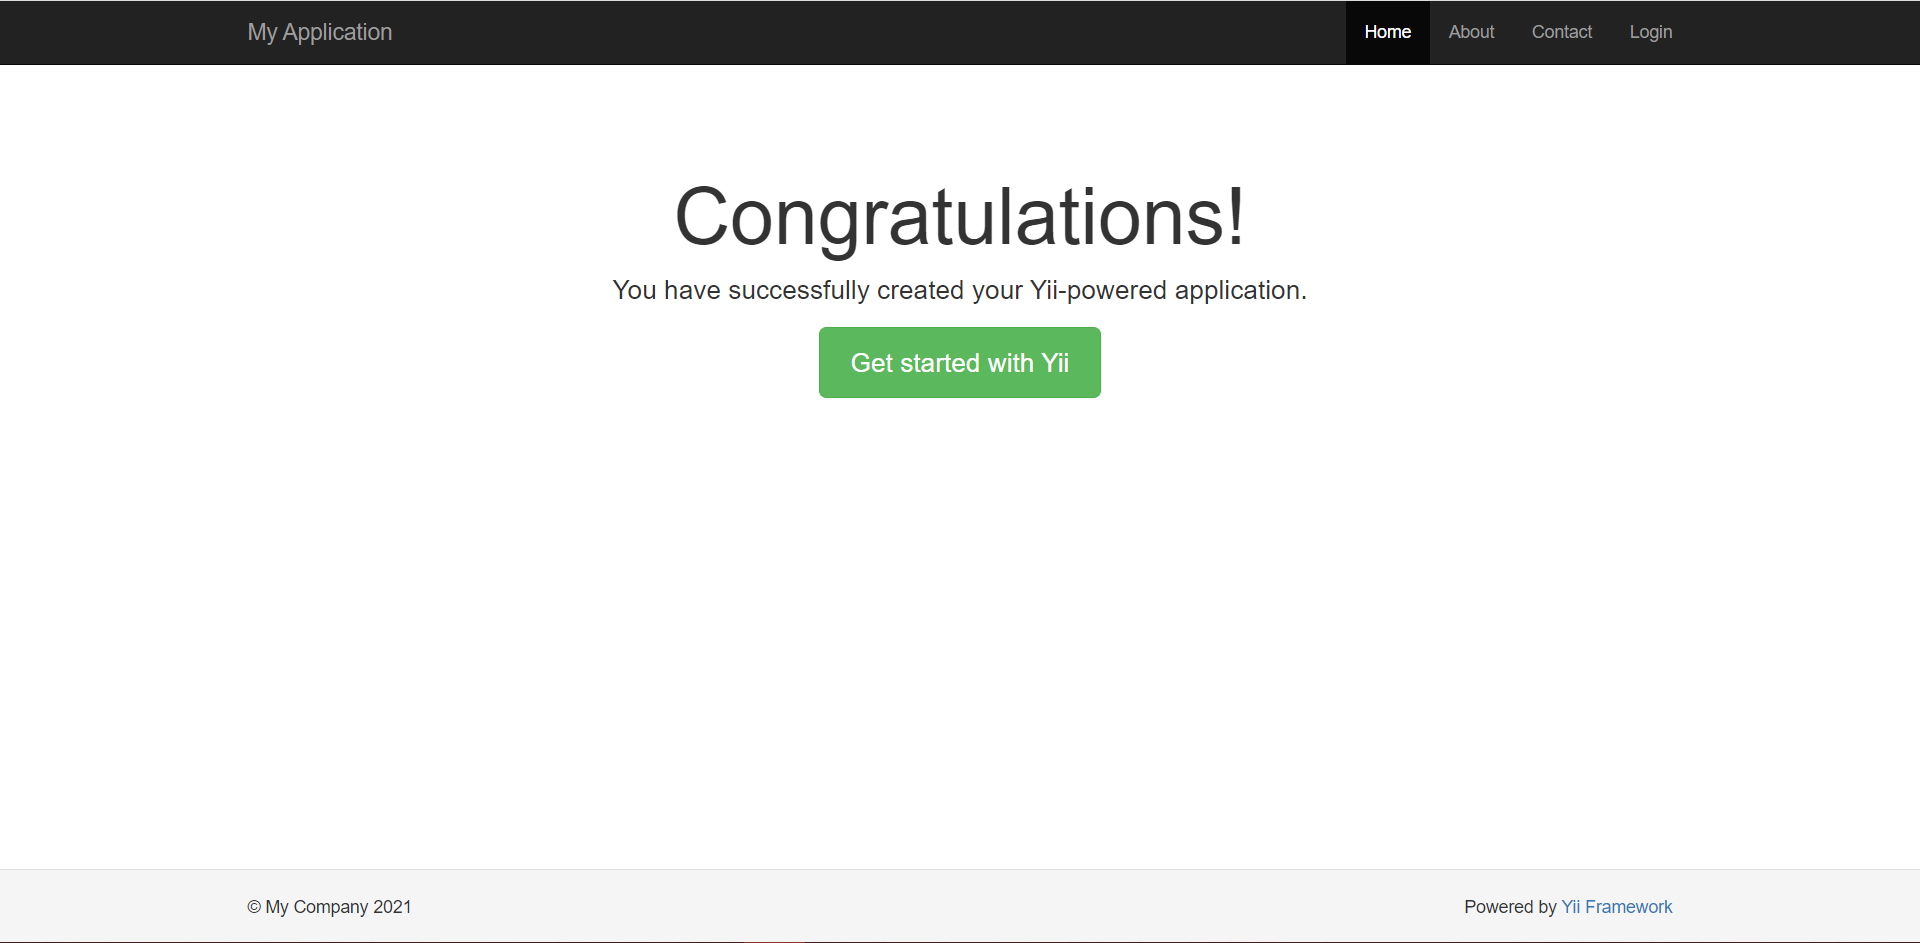 My Application
Home About Contact Login
Congratulations!
You have successfully created your Yii-powered application.
Get started with Yii
© My Company 2021
Powered by Yii Framework